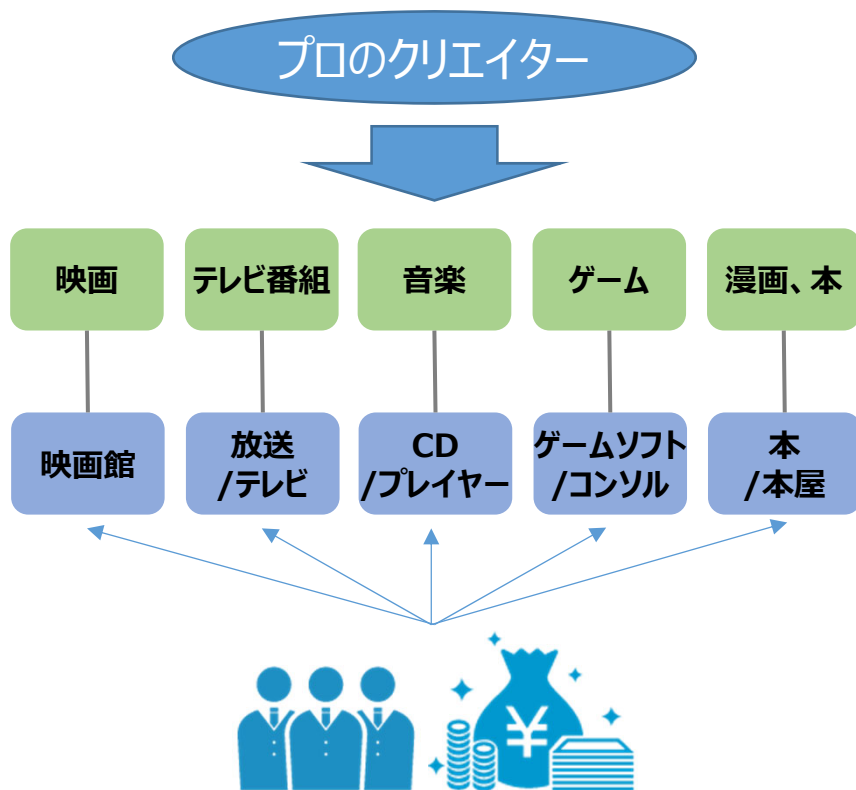 プロのクリエイター
映画
テレビ番組
音楽
ゲーム
漫画、本
映画館
放送
/テレビ
CD
/プレイヤー
ゲームソフト
/コンソル
本
/本屋
¥